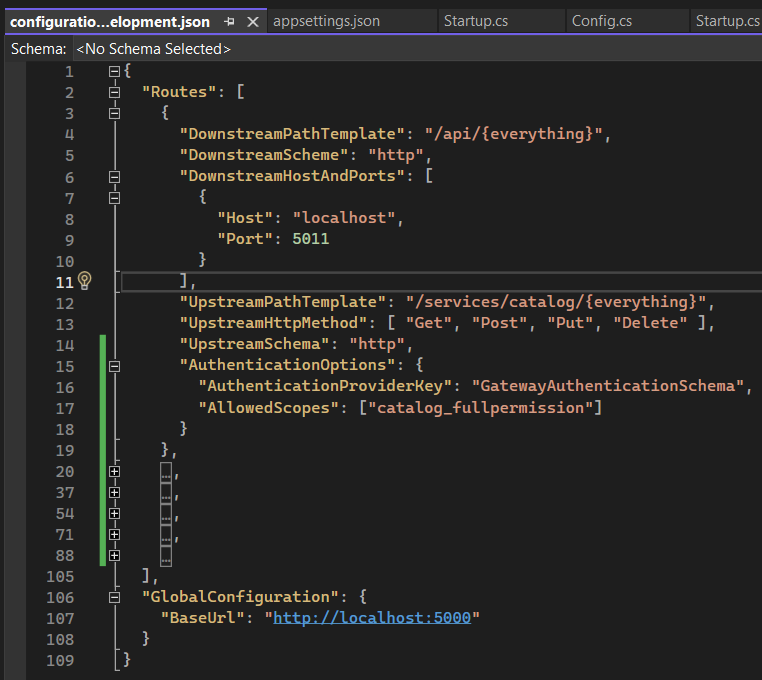 configuratio...elopment.json appsettings.json Startup.cs Config.cs Startup.cs
Schema: <No Schema Selected>
1 {
2 "Routes": [
3 {
4 "DownstreamPathTemplate": "/api/{everything}",
5 "DownstreamScheme": "http",
6 "DownstreamHostAndPorts": [
7 {
8 "Host": "localhost",
9 "Port": 5011
10 }
11 ],
12 "UpstreamPathTemplate": "/services/catalog/{everything}",
13 "UpstreamHttpMethod": [ "Get", "Post", "Put", "Delete" ],
14 "UpstreamSchema": "http",
15 "AuthenticationOptions": {
16 "AuthenticationProviderKey": "GatewayAuthenticationSchema",
17 "AllowedScopes": ["catalog_fullpermission"]
18 }
19 },
20 ...,
37 ...,
54 ...,
71 ...,
88 ...
105 ],
106 "GlobalConfiguration": {
107 "BaseUrl": "http://localhost:5000"
108 }
109 }